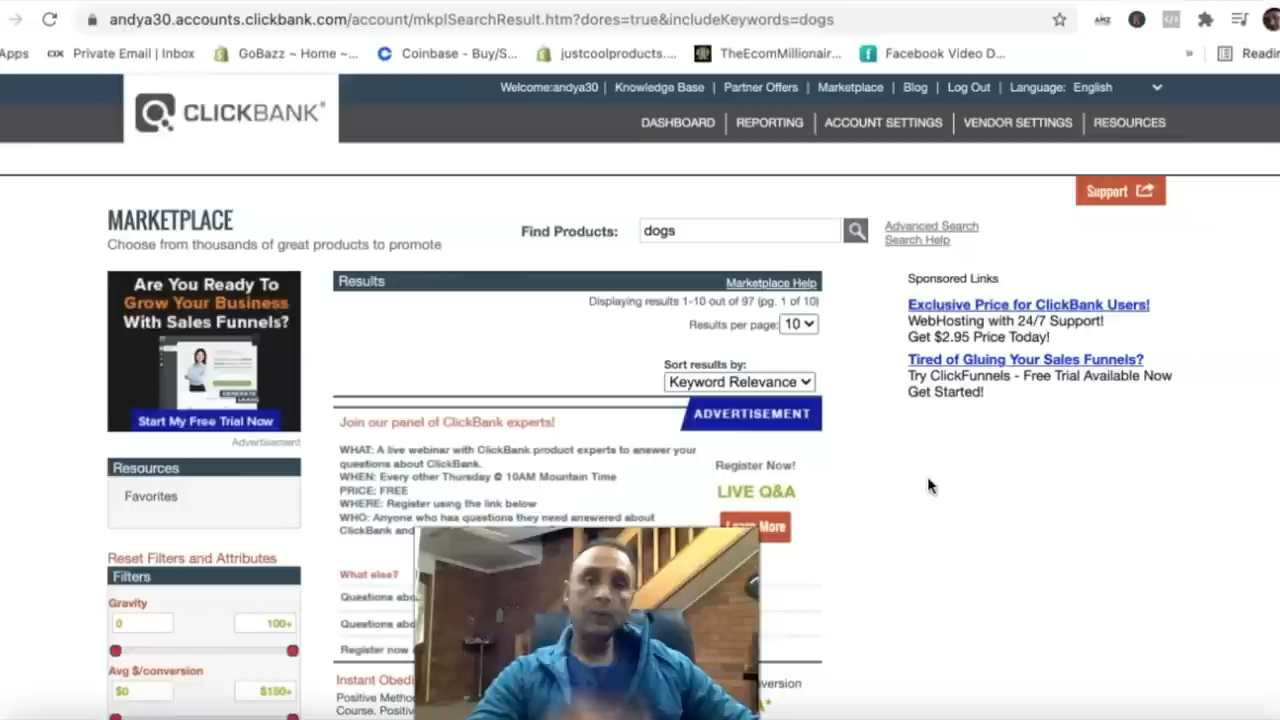 andya30.accounts.clickbank.com/account/mkplSearchResult.htm?dores=true&includeKeywords=dogs
Apps
Private Email | Inbox
GoBazz ~ Home ~...
Coinbase - Buy/S...
justcoolproducts....
TheEcomMillionair...
Facebook Video D...
»
Welcome:andya30 | Knowledge Base | Partner Offers | Marketplace | Blog | Log Out | Language: English
CLICKBANK®
DASHBOARD | REPORTING | ACCOUNT SETTINGS | VENDOR SETTINGS | RESOURCES
Support
MARKETPLACE
Choose from thousands of great products to promote
Find Products: dogs
Advanced Search
Search Help
Are You Ready To
Grow Your Business
With Sales Funnels?
Start My Free Trial Now
Advertisement
Resources
Favorites
Reset Filters and Attributes
Filters
Gravity
0 100+
Avg $/conversion
$0 $150+
Results Marketplace Help
Displaying results 1-10 out of 97 (pg. 1 of 10)
Results per page: 10
Sort results by:
Keyword Relevance
ADVERTISEMENT
Join our panel of ClickBank experts!
WHAT: A live webinar with ClickBank product experts to answer your
questions about ClickBank.
WHEN: Every other Thursday @ 10AM Mountain Time
PRICE: FREE
WHERE: Register using the link below
WHO: Anyone who has questions they need answered about
ClickBank and
Register Now!
LIVE Q&A
Learn More
What else?
Questions
Questions
Register now
Instant
Positive
Course.
Sponsored Links
Exclusive Price for ClickBank Users!
WebHosting with 24/7 Support!
Get $2.95 Price Today!
Tired of Gluing Your Sales Funnels?
Try ClickFunnels - Free Trial Available Now
Get Started!